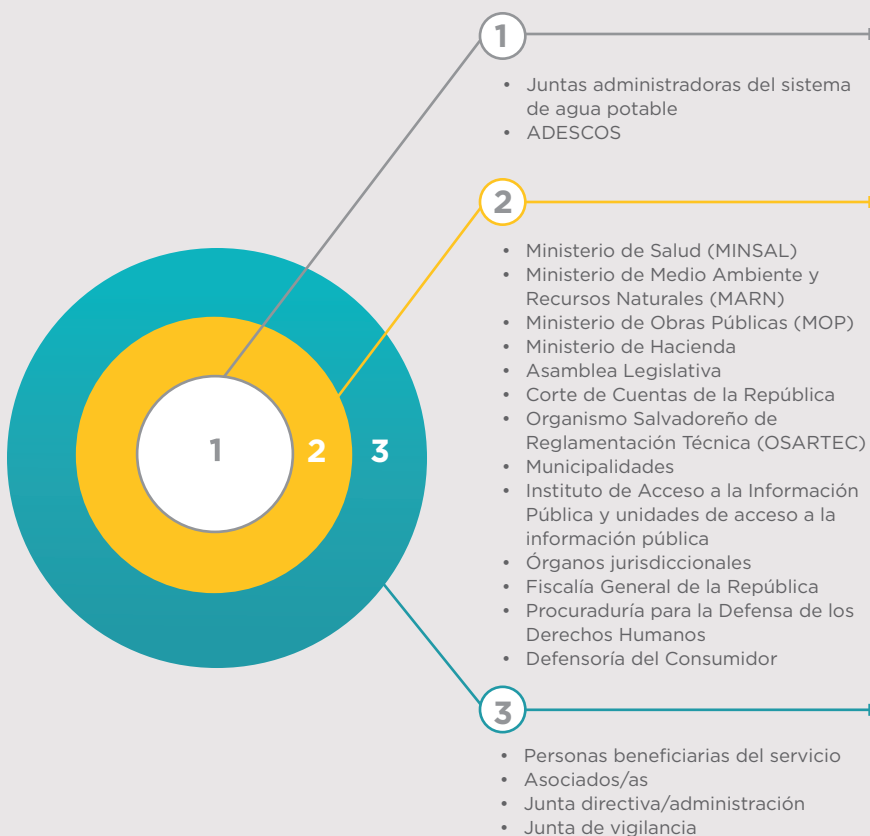 1
• Juntas administradoras del sistema
de agua potable
• ADESCOS
2
• Ministerio de Salud (MINSAL)
• Ministerio de Medio Ambiente y
Recursos Naturales (MARN)
• Ministerio de Obras Públicas (MOP)
• Ministerio de Hacienda
• Asamblea Legislativa
• Corte de Cuentas de la República
• Organismo Salvadoreño de
Reglamentación Técnica (OSARTEC)
• Municipalidades
• Instituto de Acceso a la Información
Pública y unidades de acceso a la
información pública
• Órganos jurisdiccionales
• Fiscalía General de la República
• Procuraduría para la Defensa de los
Derechos Humanos
• Defensoría del Consumidor
3
• Personas beneficiarias del servicio
• Asociados/as
• Junta directiva/administración
• Junta de vigilancia
1 2 3